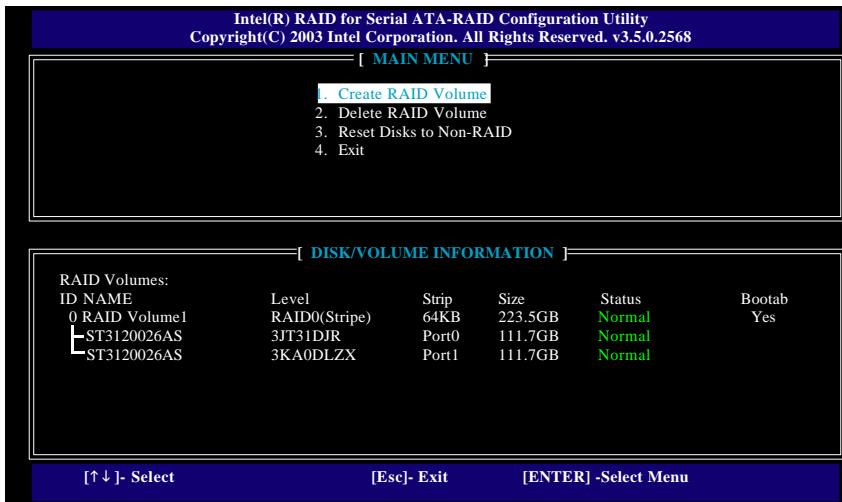 Intel(R) RAID for Serial ATA-RAID Configuration Utility
Copyright(C) 2003 Intel Corporation. All Rights Reserved. v3.5.0.2568
[ MAIN MENU ]
1. Create RAID Volume
2. Delete RAID Volume
3. Reset Disks to Non-RAID
4. Exit
[ DISK/VOLUME INFORMATION ]
RAID Volumes:
ID NAME Level Strip Size Status Bootab
0 RAID Volume1 RAID0(Stripe) 64KB 223.5GB Normal Yes
ST3120026AS 3JT31DJR Port0 111.7GB Normal
ST3120026AS 3KA0DLZX Port1 111.7GB Normal
[↑↓]- Select [Esc]- Exit [ENTER] -Select Menu